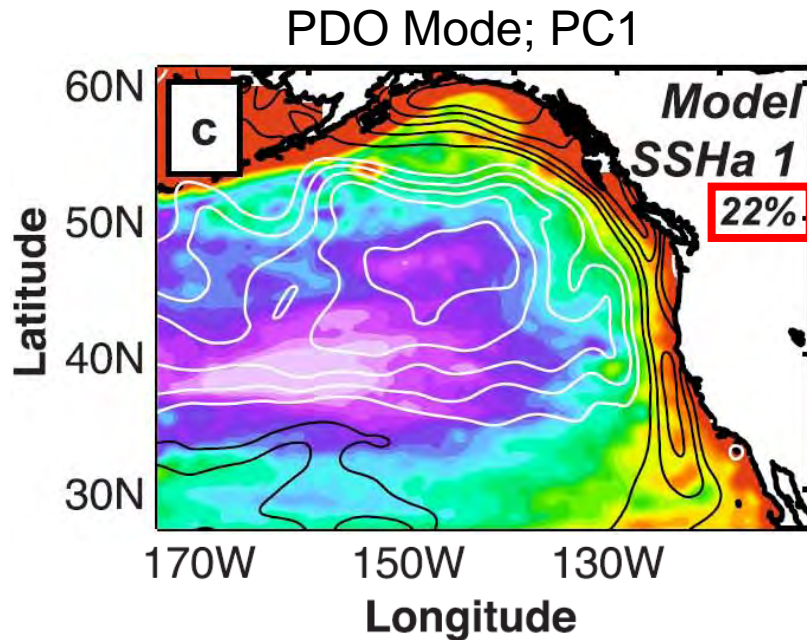 PDO Mode; PC1
c
Model
SSHa 1
22%
60N
50N
40N
30N
Latitude
170W 150W 130W
Longitude